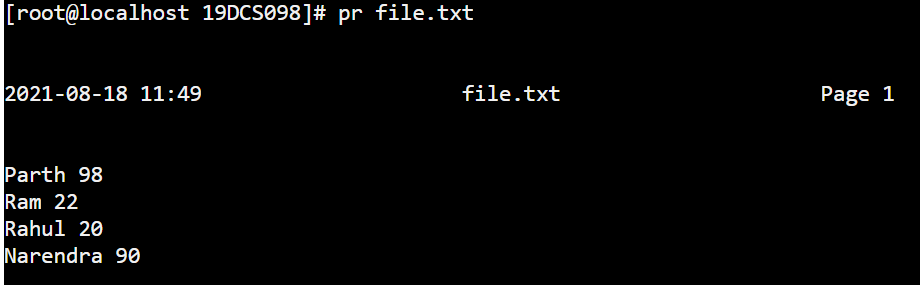 [root@localhost 19DCS098]# pr file.txt
2021-08-18 11:49 file.txt Page 1
Parth 98
Ram 22
Rahul 20
Narendra 90